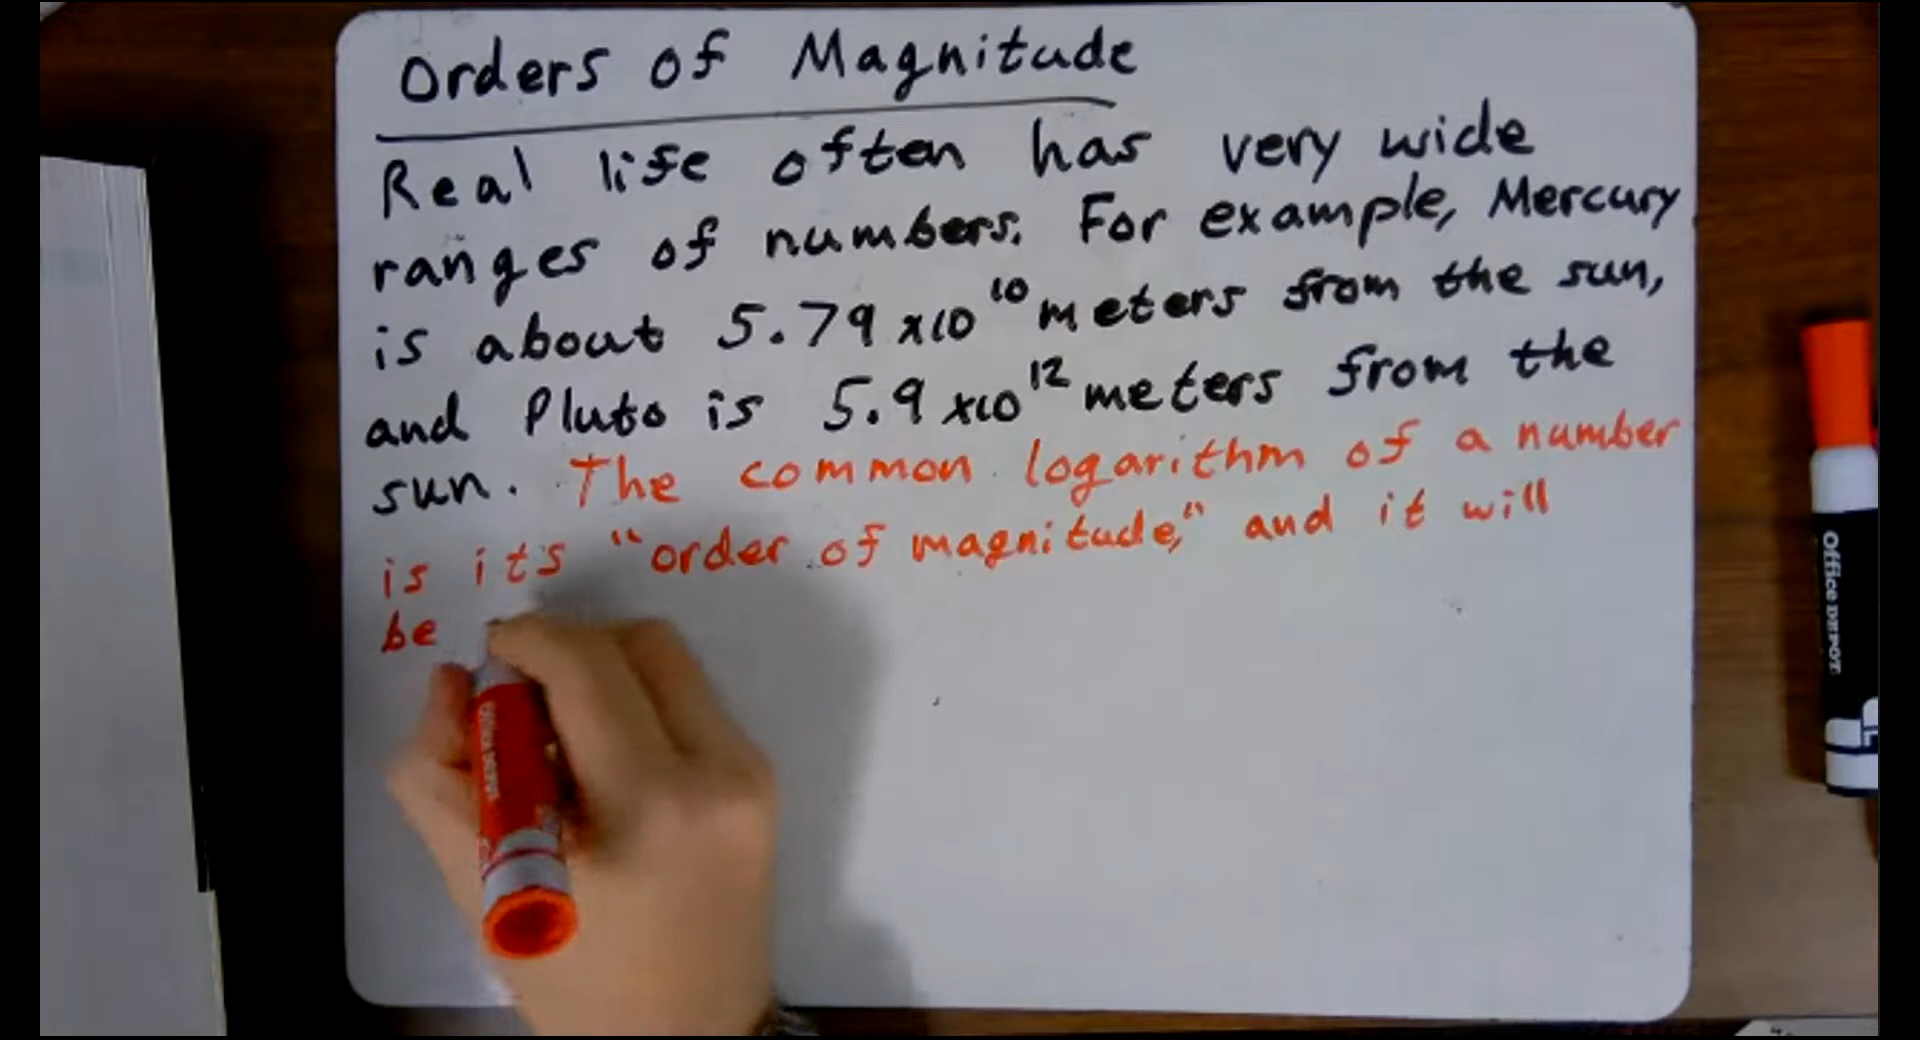 Orders of Magnitude
Real life often has very wide
ranges of numbers. For example, Mercury
is about 5.79 x10^10 meters from the sun,
and Pluto is 5.9 x10^12 meters from the
sun. The common logarithm of a number
is its "order of magnitude," and it will
be
Office DEPOT